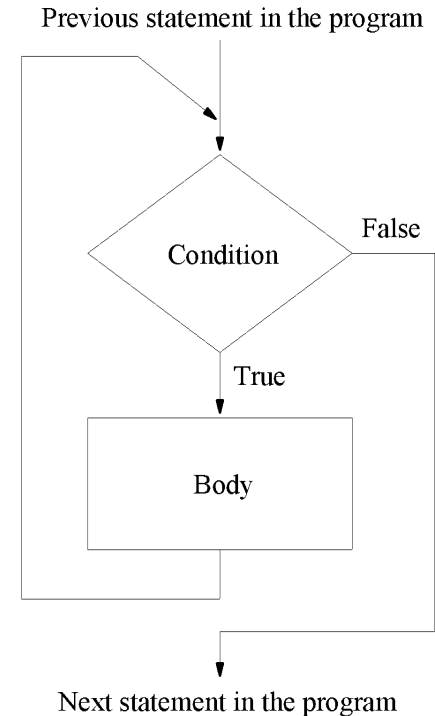 Previous statement in the program
False
Condition
True
Body
Next statement in the program